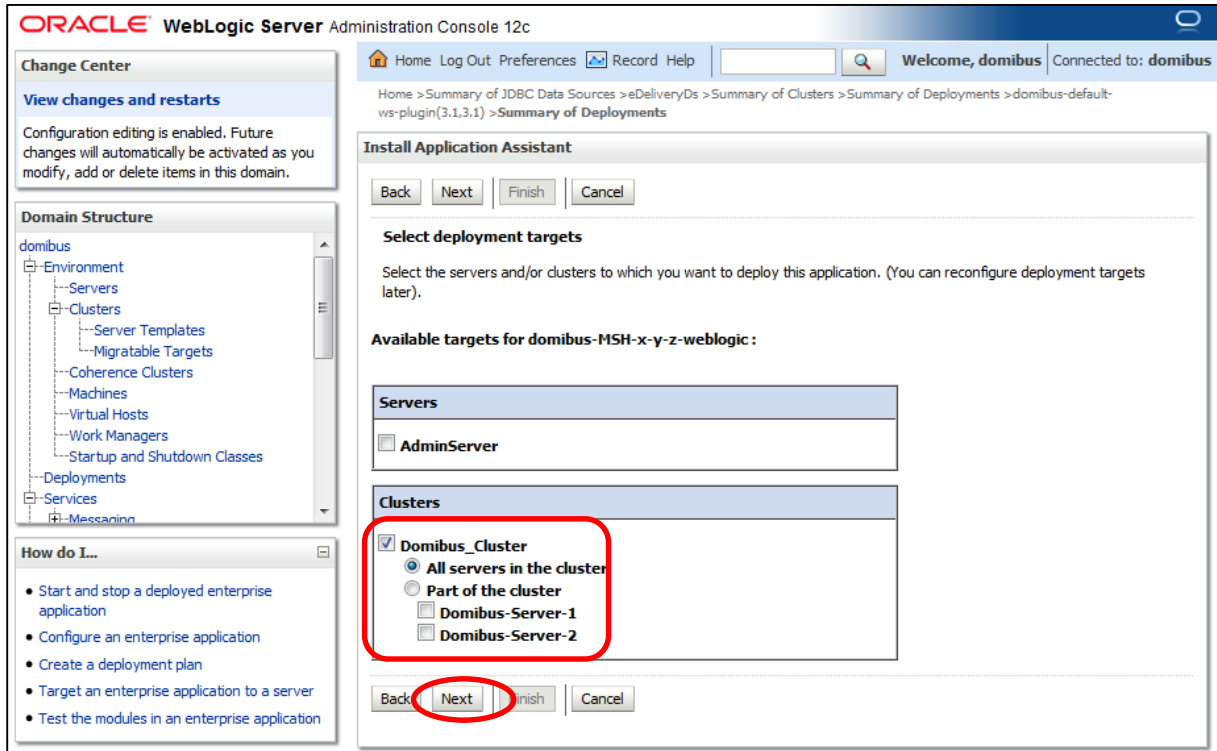 ORACLE WebLogic Server Administration Console 12c
Change Center
View changes and restarts
Configuration editing is enabled. Future
changes will automatically be activated as you
modify, add or delete items in this domain.
Domain Structure
domibus
Environment
Servers
Clusters
Server Templates
Migratable Targets
Coherence Clusters
Machines
Virtual Hosts
Work Managers
Startup and Shutdown Classes
Deployments
Services
Messaging
How do I...
Start and stop a deployed enterprise
application
Configure an enterprise application
Create a deployment plan
Target an enterprise application to a server
Test the modules in an enterprise application
Home Log Out Preferences Record Help
Welcome, domibus Connected to: domibus
Home >Summary of JDBC Data Sources >eDeliveryDs >Summary of Clusters >Summary of Deployments >domibus-default-
ws-plugin(3.1,3.1) >Summary of Deployments
Install Application Assistant
Back Next Finish Cancel
Select deployment targets
Select the servers and/or clusters to which you want to deploy this application. (You can reconfigure deployment targets
later).
Available targets for domibus-MSH-x-y-z-weblogic :
Servers
AdminServer
Clusters
Domibus_Cluster
All servers in the cluster
Part of the cluster
Domibus-Server-1
Domibus-Server-2
Back Next Finish Cancel